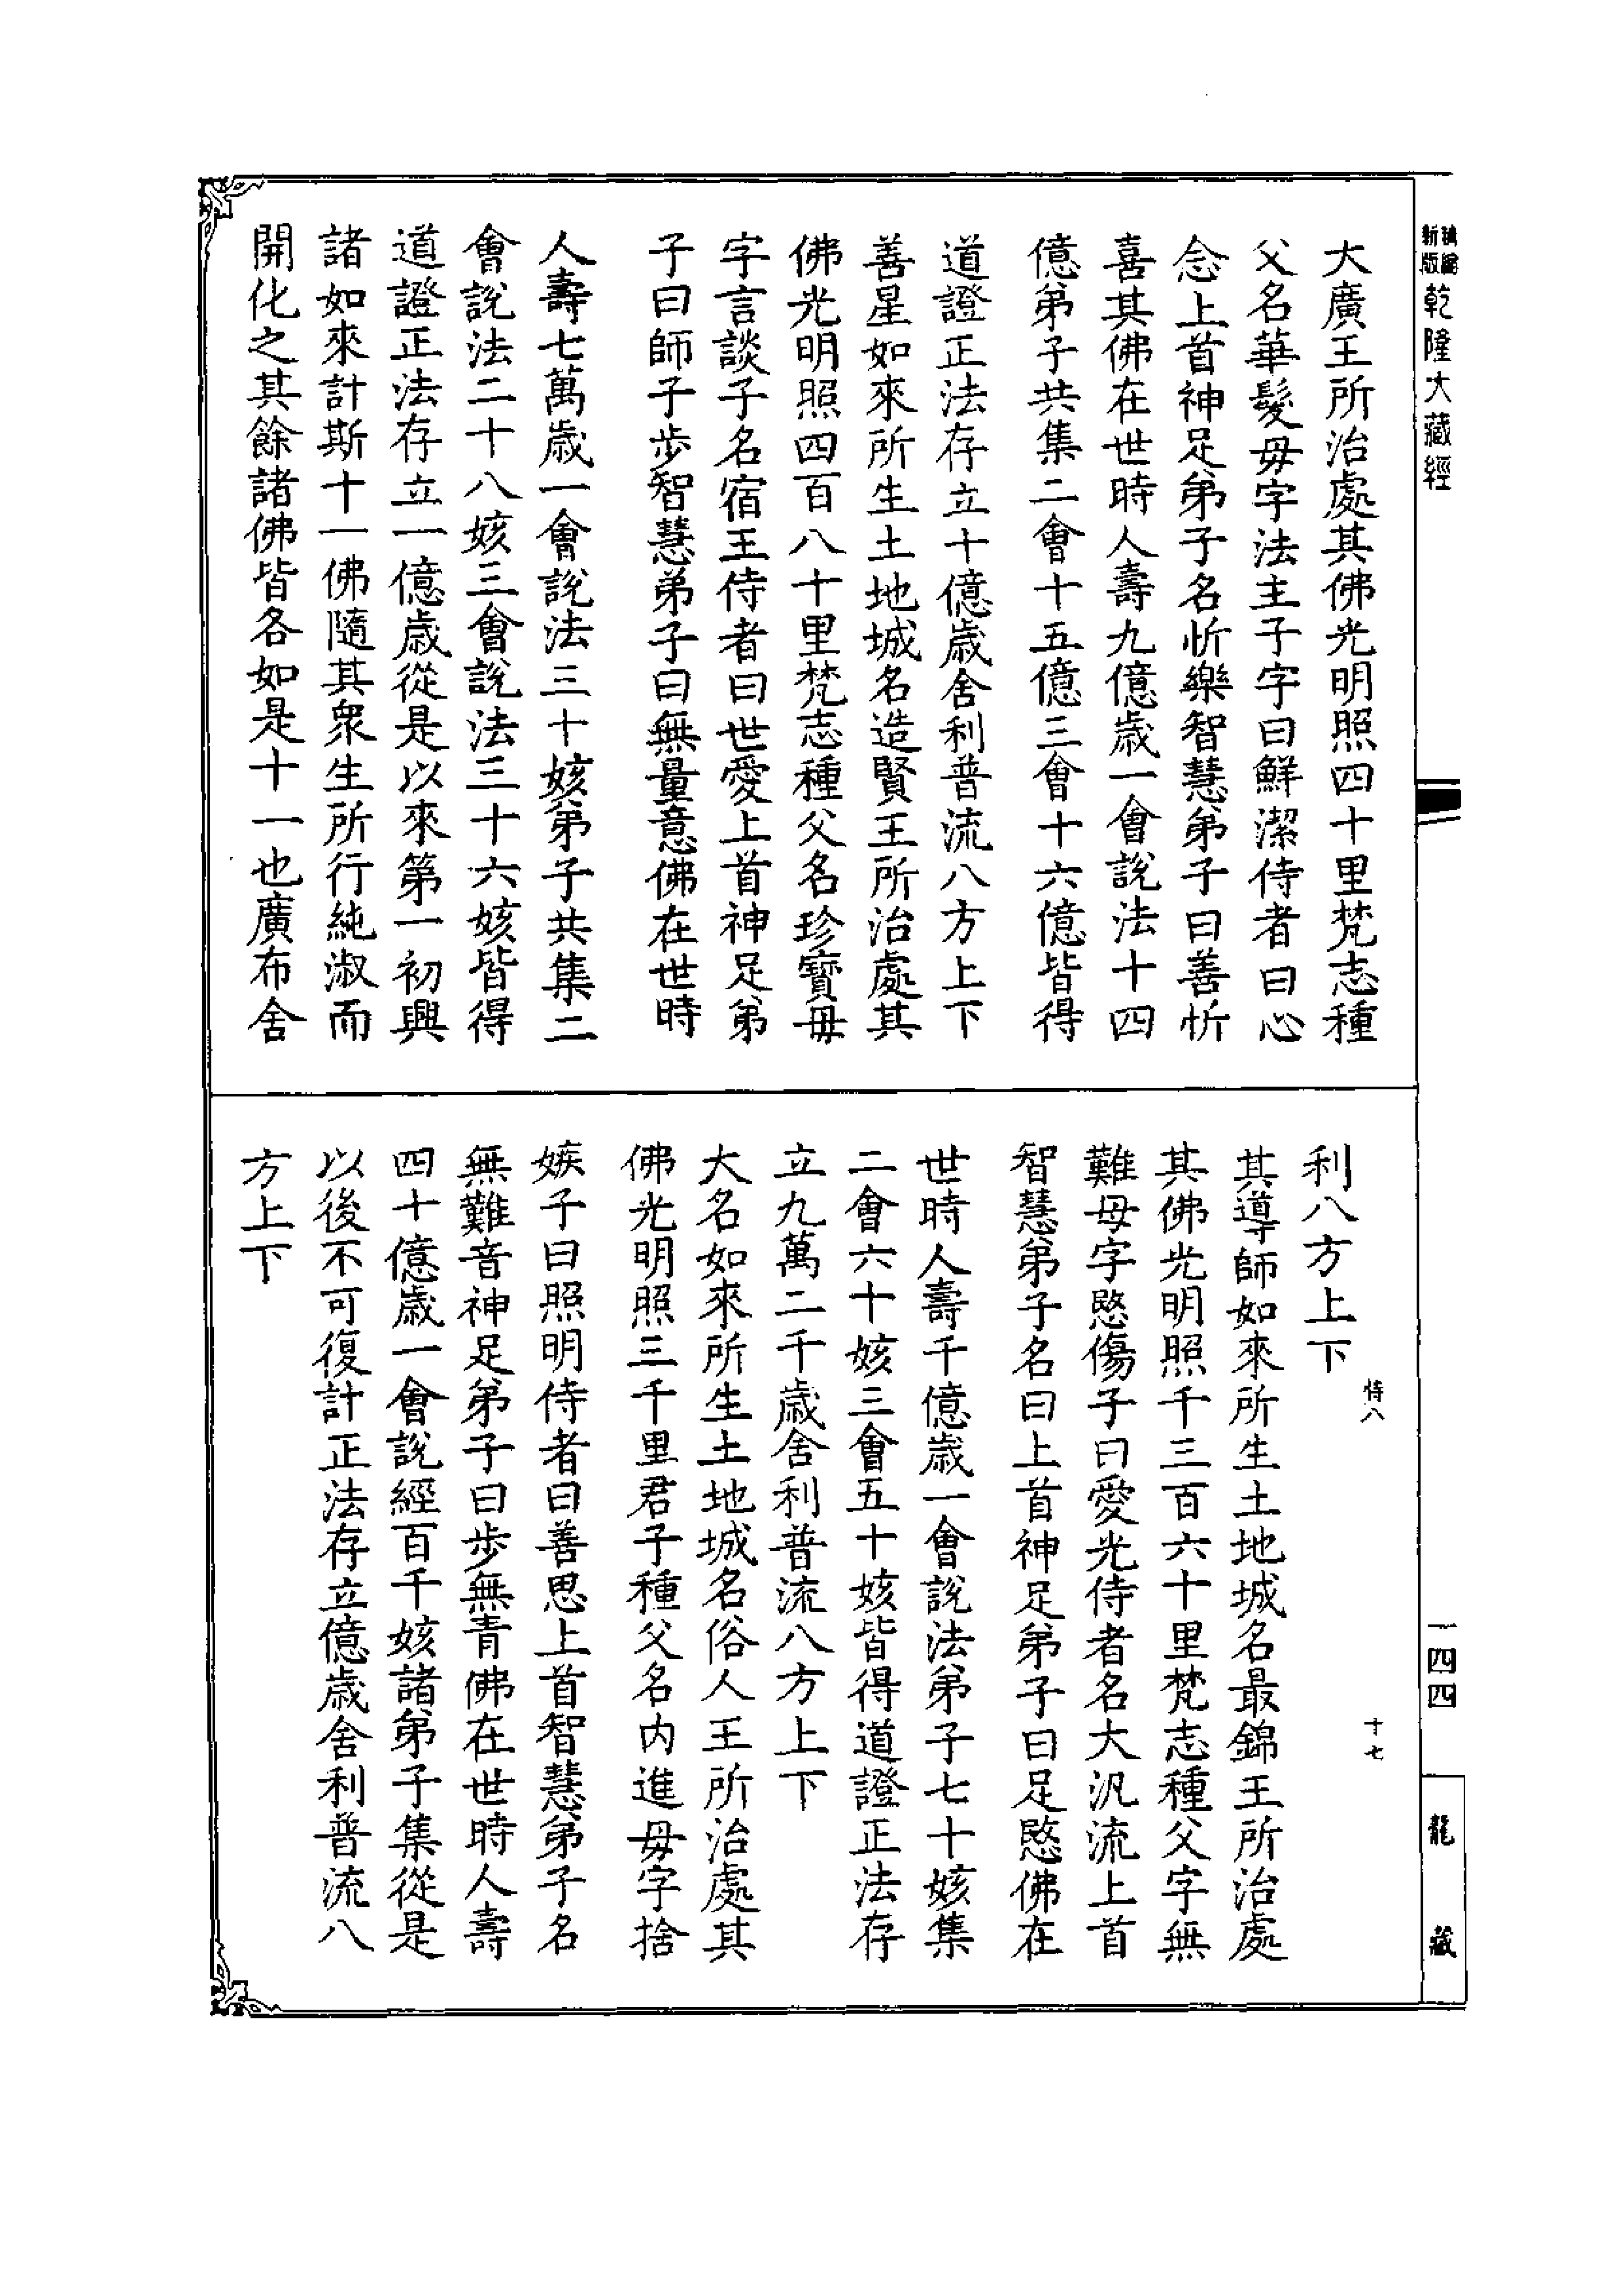 新版
精編
乾隆大藏經
大廣王所治處其佛光明照四十里梵志種
父名華髮母字法主子字曰鮮潔侍者曰心
念上首神足弟子名忻樂智慧弟子曰善忻
喜其佛在世時人壽九億歲一會說法十四
億弟子共集二會十五億三會十六億皆得
道證正法存立十億歲舍利普流八方上下
善星如來所生土地城名造賢王所治處其
佛光明照四百八十里梵志種父名珍寶母
字言談子名宿王侍者曰世愛上首神足弟
子曰師子步智慧弟子曰無量意佛在世時
人壽七萬歲一會說法三十姟弟子共集二
會說法二十八姟三會說法三十六姟皆得
道證正法存立一億歲從是以來第一初興
諸如來計斯十一佛隨其衆生所行純淑而
開化之其餘諸佛皆各如是十一也廣布舍
利八方上下
其導師如來所生土地城名最錦王所治處
其佛光明照千三百六十里梵志種父字無
難母字愍傷子曰愛光侍者名大汎流上首
智慧弟子名曰上首神足弟子曰足愍佛在
世時人壽千億歲一會說法弟子七十姟集
二會六十姟三會五十姟皆得道證正法存
立九萬二千歲舍利普流八方上下
大名如來所生土地城名俗人王所治處其
佛光明照三千里君子種父名内進母字捨
嫉子曰照明侍者曰善思上首智慧弟子名
無難音神足弟子曰步無青佛在世時人壽
四十億歲一會說經百千姟諸弟子集從是
以後不可復計正法存立億歲舍利普流八
方上下
恃八
十七
一四四
龍藏